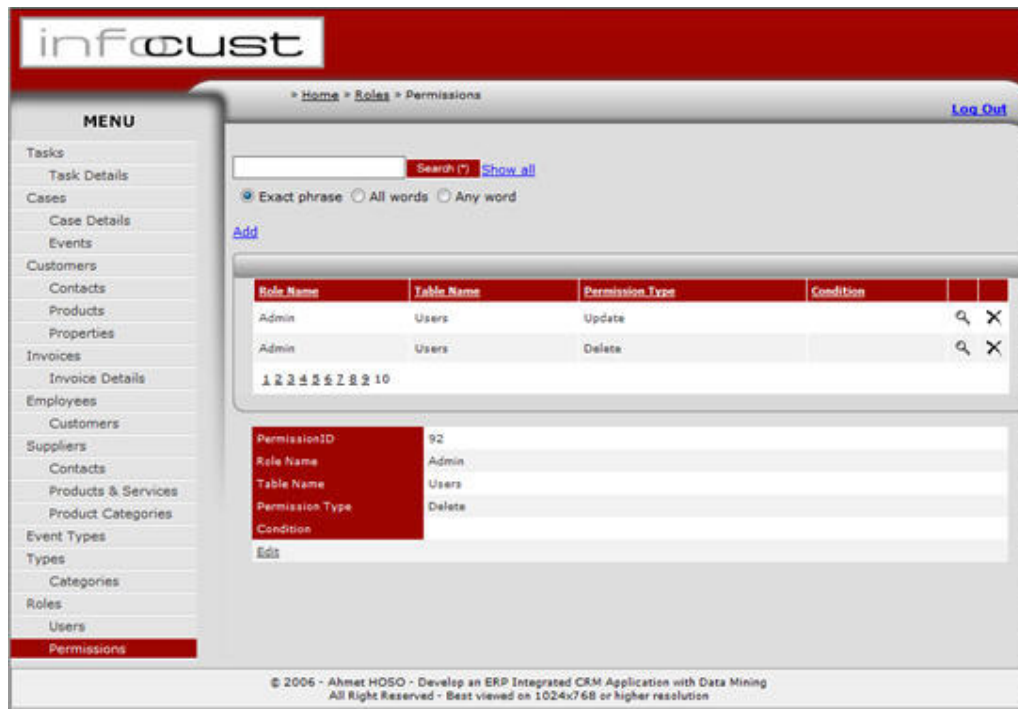 infocust
» Home » Roles » Permissions
Log Out
MENU
Tasks
Task Details
Cases
Case Details
Events
Customers
Contacts
Products
Properties
Invoices
Invoice Details
Employees
Customers
Suppliers
Contacts
Products & Services
Product Categories
Event Types
Types
Categories
Roles
Users
Permissions
Search (*) Show all
Exact phrase All words Any word
Add
Role Name Table Name Permission Type Condition
Admin Users Update
Admin Users Delete
1 2 3 4 5 6 7 8 9 10
PermissionID 92
Role Name Admin
Table Name Users
Permission Type Delete
Condition
Edit
© 2006 - Ahmet HOSO - Develop an ERP Integrated CRM Application with Data Mining
All Right Reserved - Best viewed on 1024x768 or higher resolution